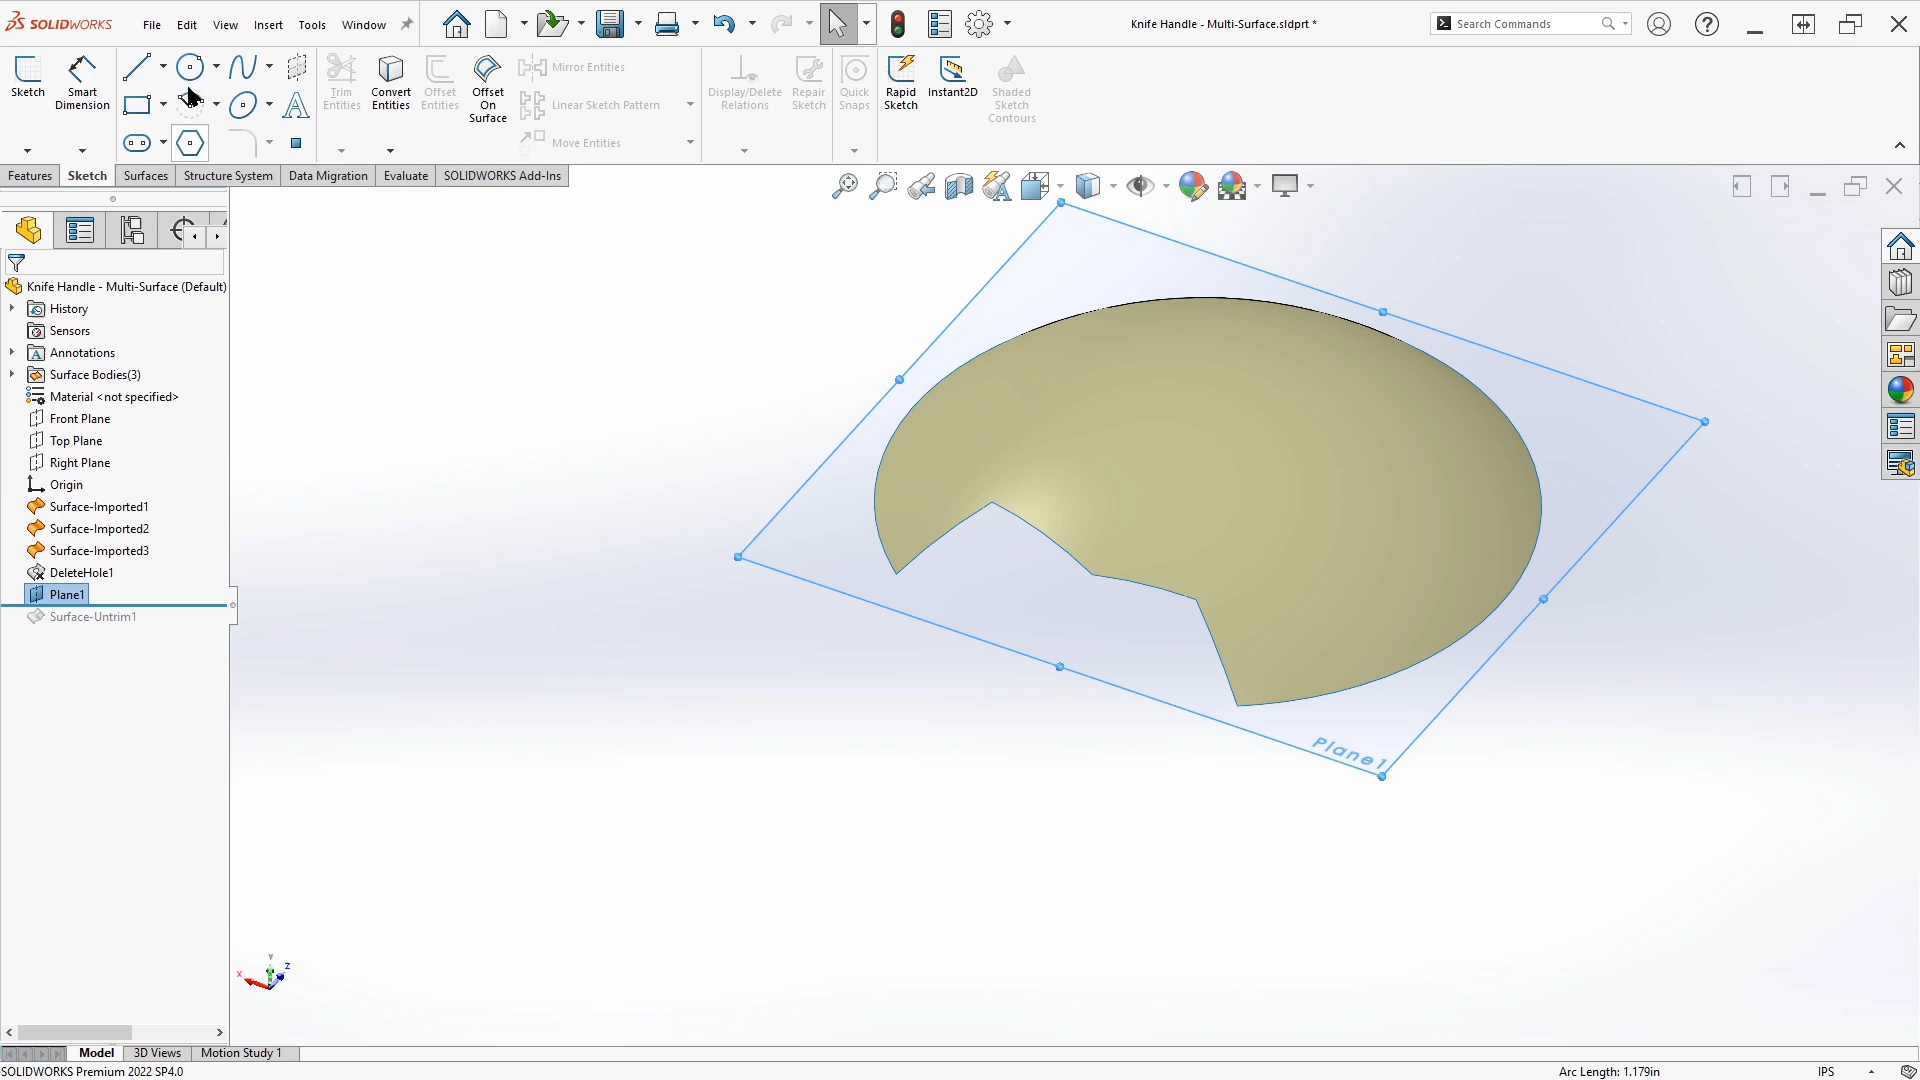 SOLIDWORKS File Edit View Insert Tools Window Knife Handle - Multi-Surface.sldprt * Search Commands
Sketch Smart Dimension Trim Entities Convert Entities Offset Entities Offset On Surface Mirror Entities Linear Sketch Pattern Move Entities Display/Delete Relations Repair Sketch Quick Snaps Rapid Sketch Instant2D Shaded Sketch Contours
Features Sketch Surfaces Structure System Data Migration Evaluate SOLIDWORKS Add-Ins
Knife Handle - Multi-Surface (Default)
History
Sensors
Annotations
Surface Bodies(3)
Material <not specified>
Front Plane
Top Plane
Right Plane
Origin
Surface-Imported1
Surface-Imported2
Surface-Imported3
DeleteHole1
Plane1
Surface-Untrim1
Plane1
Y
Z
X
Model 3D Views Motion Study 1
SOLIDWORKS Premium 2022 SP4.0 Arc Length: 1.179in IPS